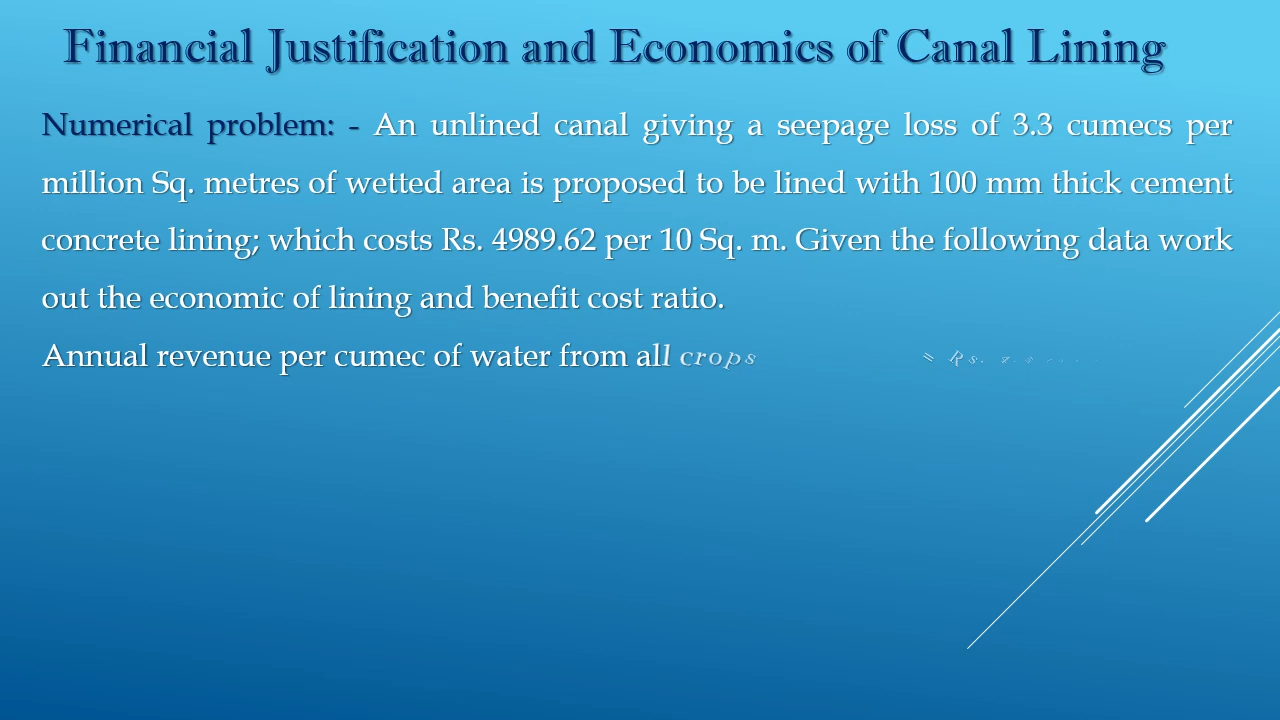 Financial Justification and Economics of Canal Lining
Numerical problem: - An unlined canal giving a seepage loss of 3.3 cumecs per
million Sq. metres of wetted area is proposed to be lined with 100 mm thick cement
concrete lining; which costs Rs. 4989.62 per 10 Sq. m. Given the following data work
out the economic of lining and benefit cost ratio.
Annual revenue per cumec of water from all crops = Rs.